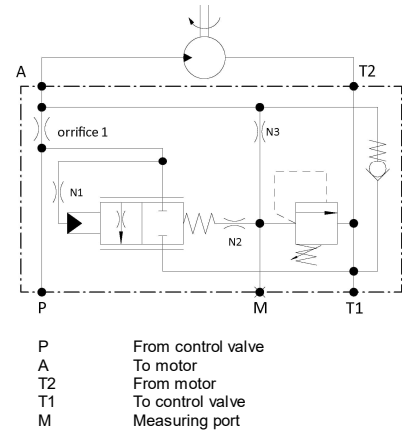 A
T2
orrifice 1
N3
N1
N2
P
M
T1
P From control valve
A To motor
T2 From motor
T1 To control valve
M Measuring port